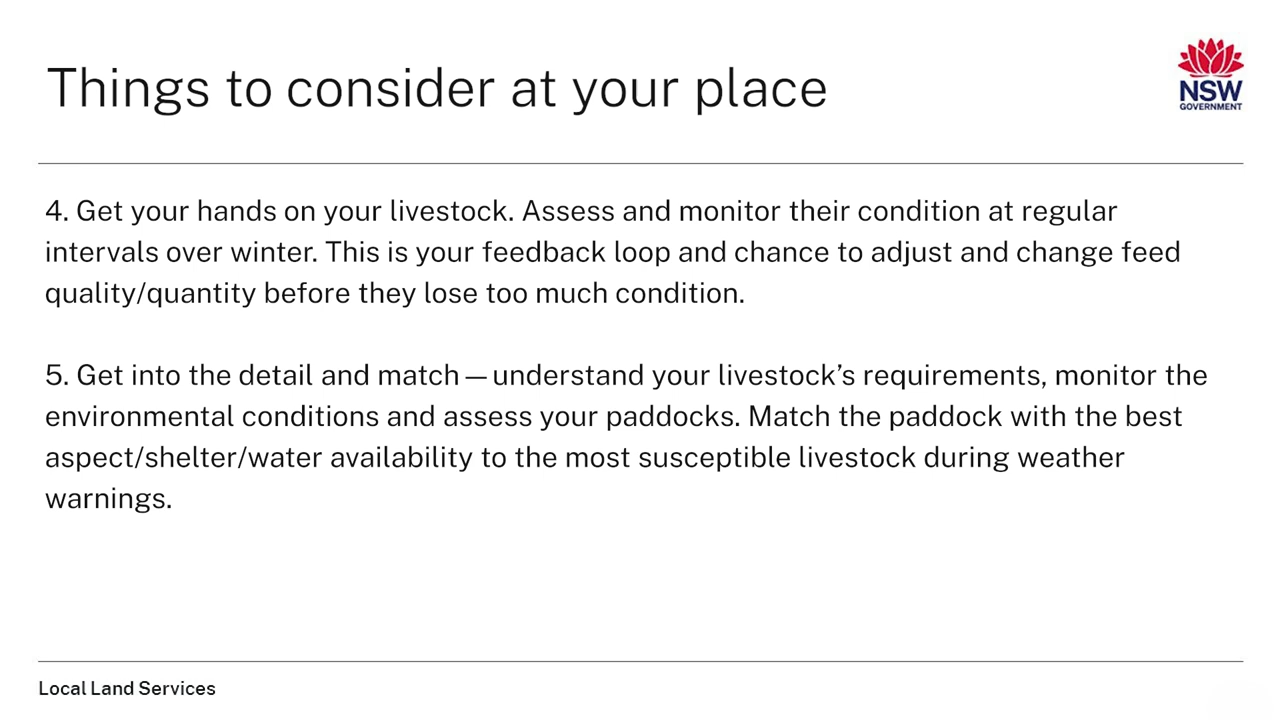 Things to consider at your place
NSW
GOVERNMENT
4. Get your hands on your livestock. Assess and monitor their condition at regular
intervals over winter. This is your feedback loop and chance to adjust and change feed
quality/quantity before they lose too much condition.
5. Get into the detail and match — understand your livestock’s requirements, monitor the
environmental conditions and assess your paddocks. Match the paddock with the best
aspect/shelter/water availability to the most susceptible livestock during weather
warnings.
Local Land Services